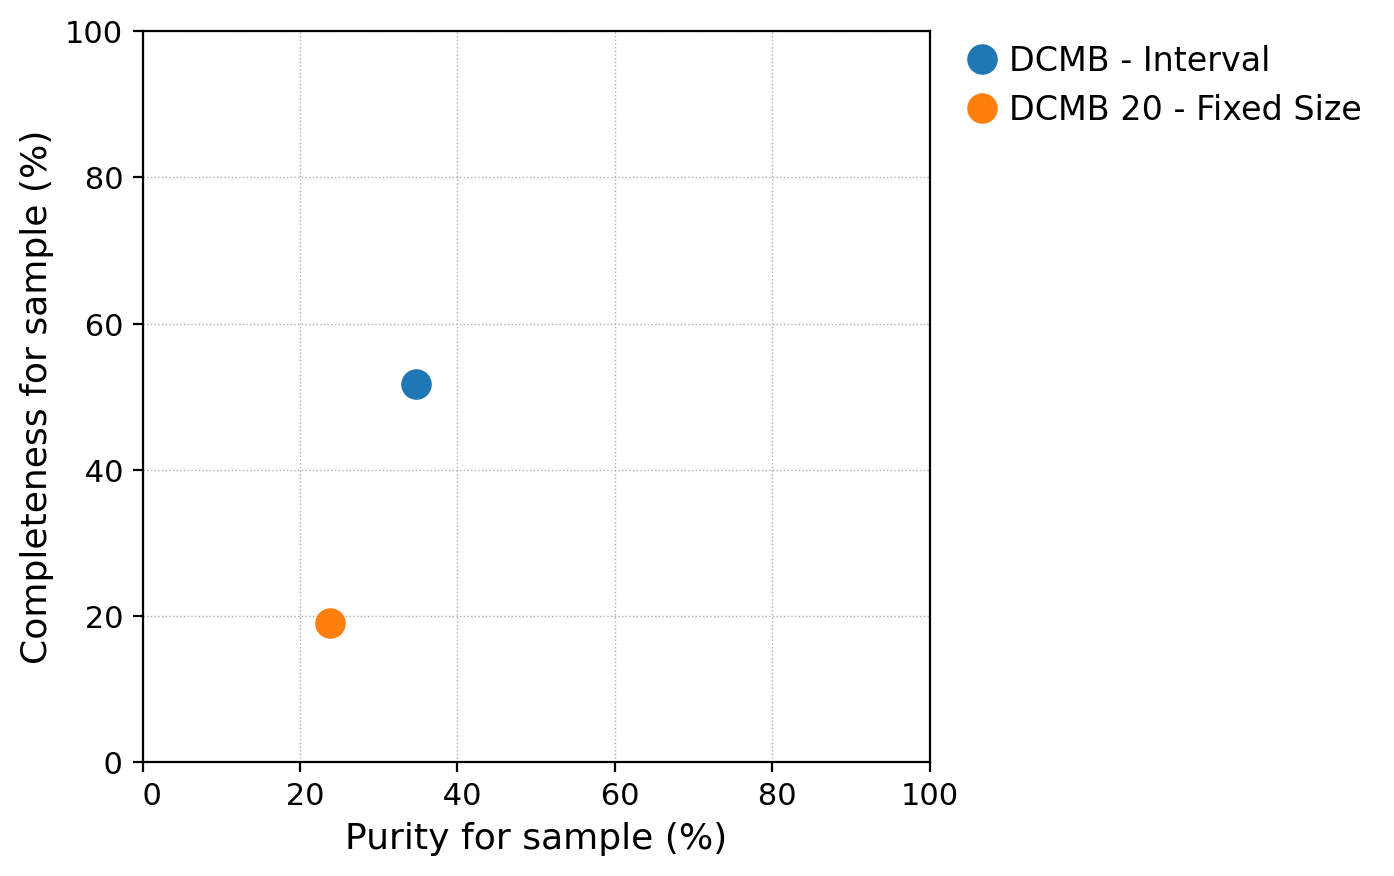 100
80
60
40
20
0
Completeness for sample (%)
0 20 40 60 80 100
Purity for sample (%)
DCMB - Interval
DCMB 20 - Fixed Size